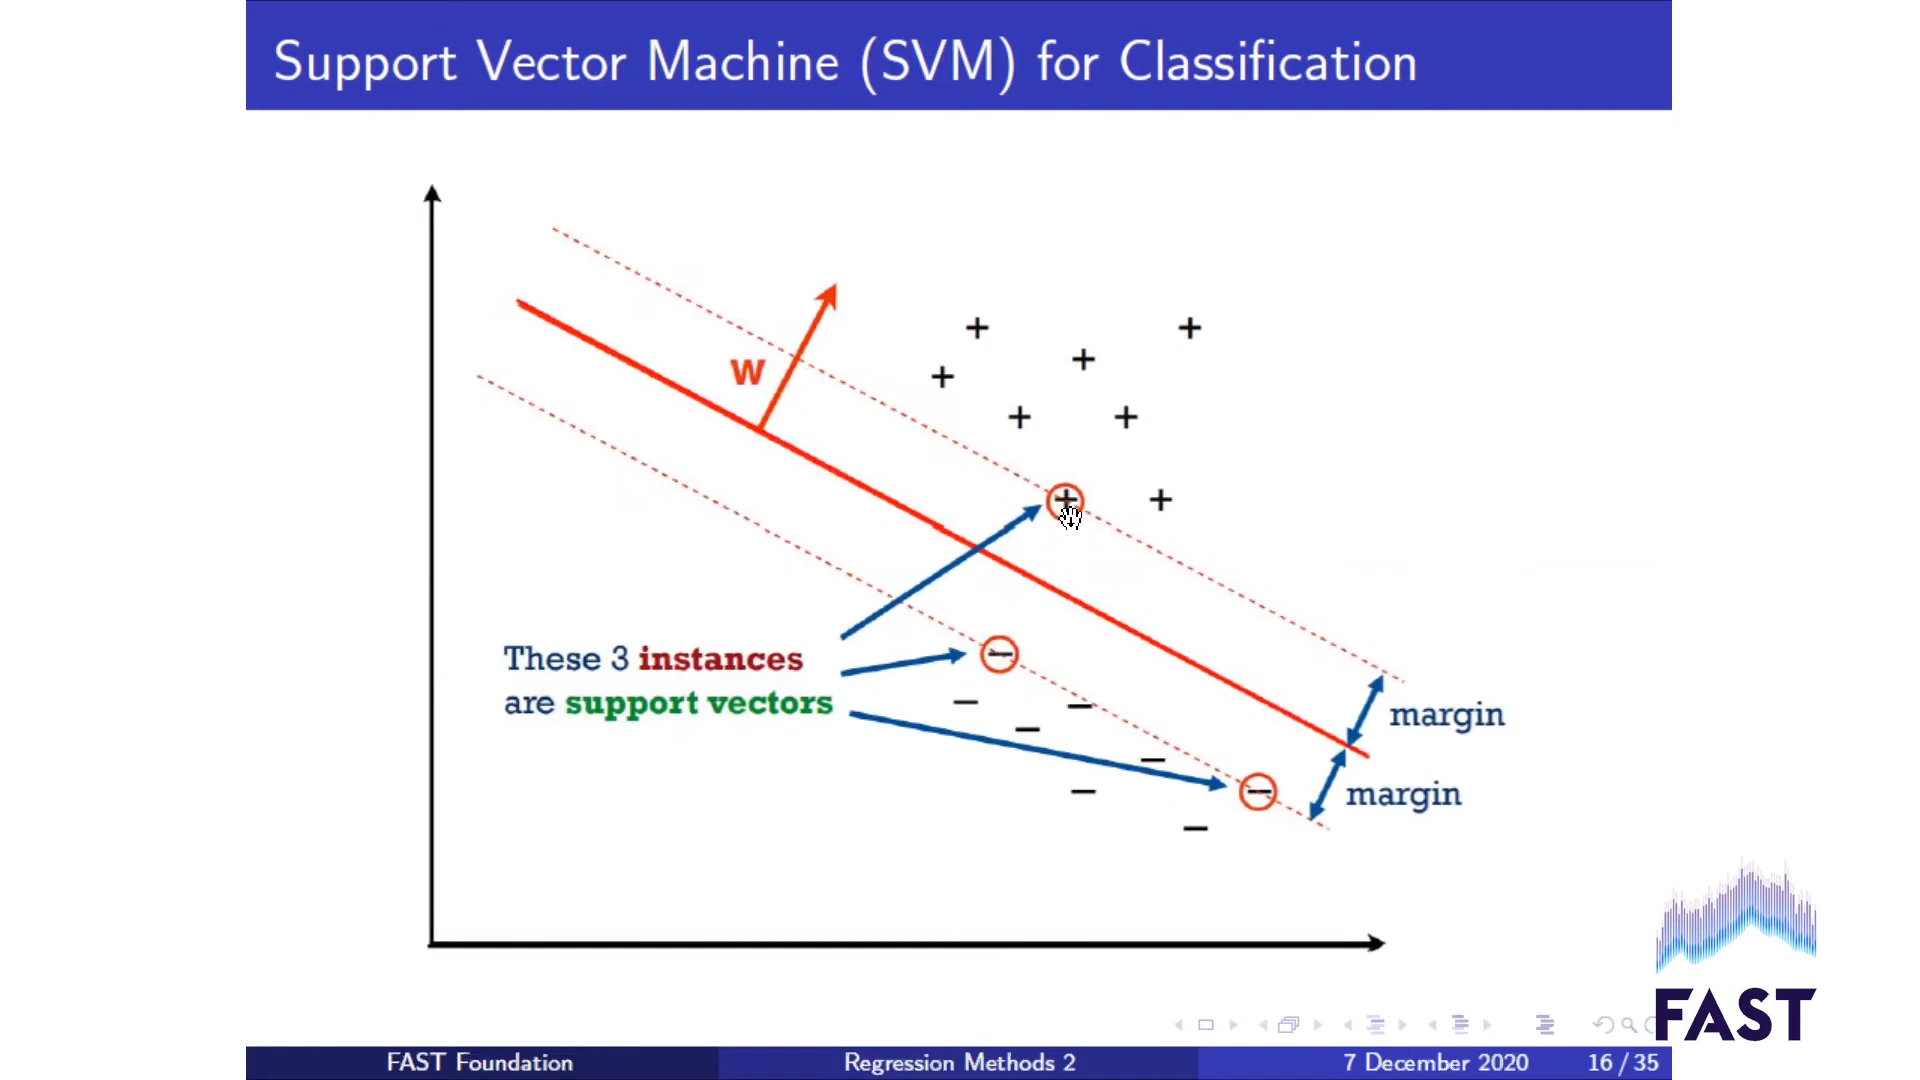 Support Vector Machine (SVM) for Classification
w
These 3 instances
are support vectors
margin
margin
FAST
FAST Foundation
Regression Methods 2
7 December 2020
16 / 35